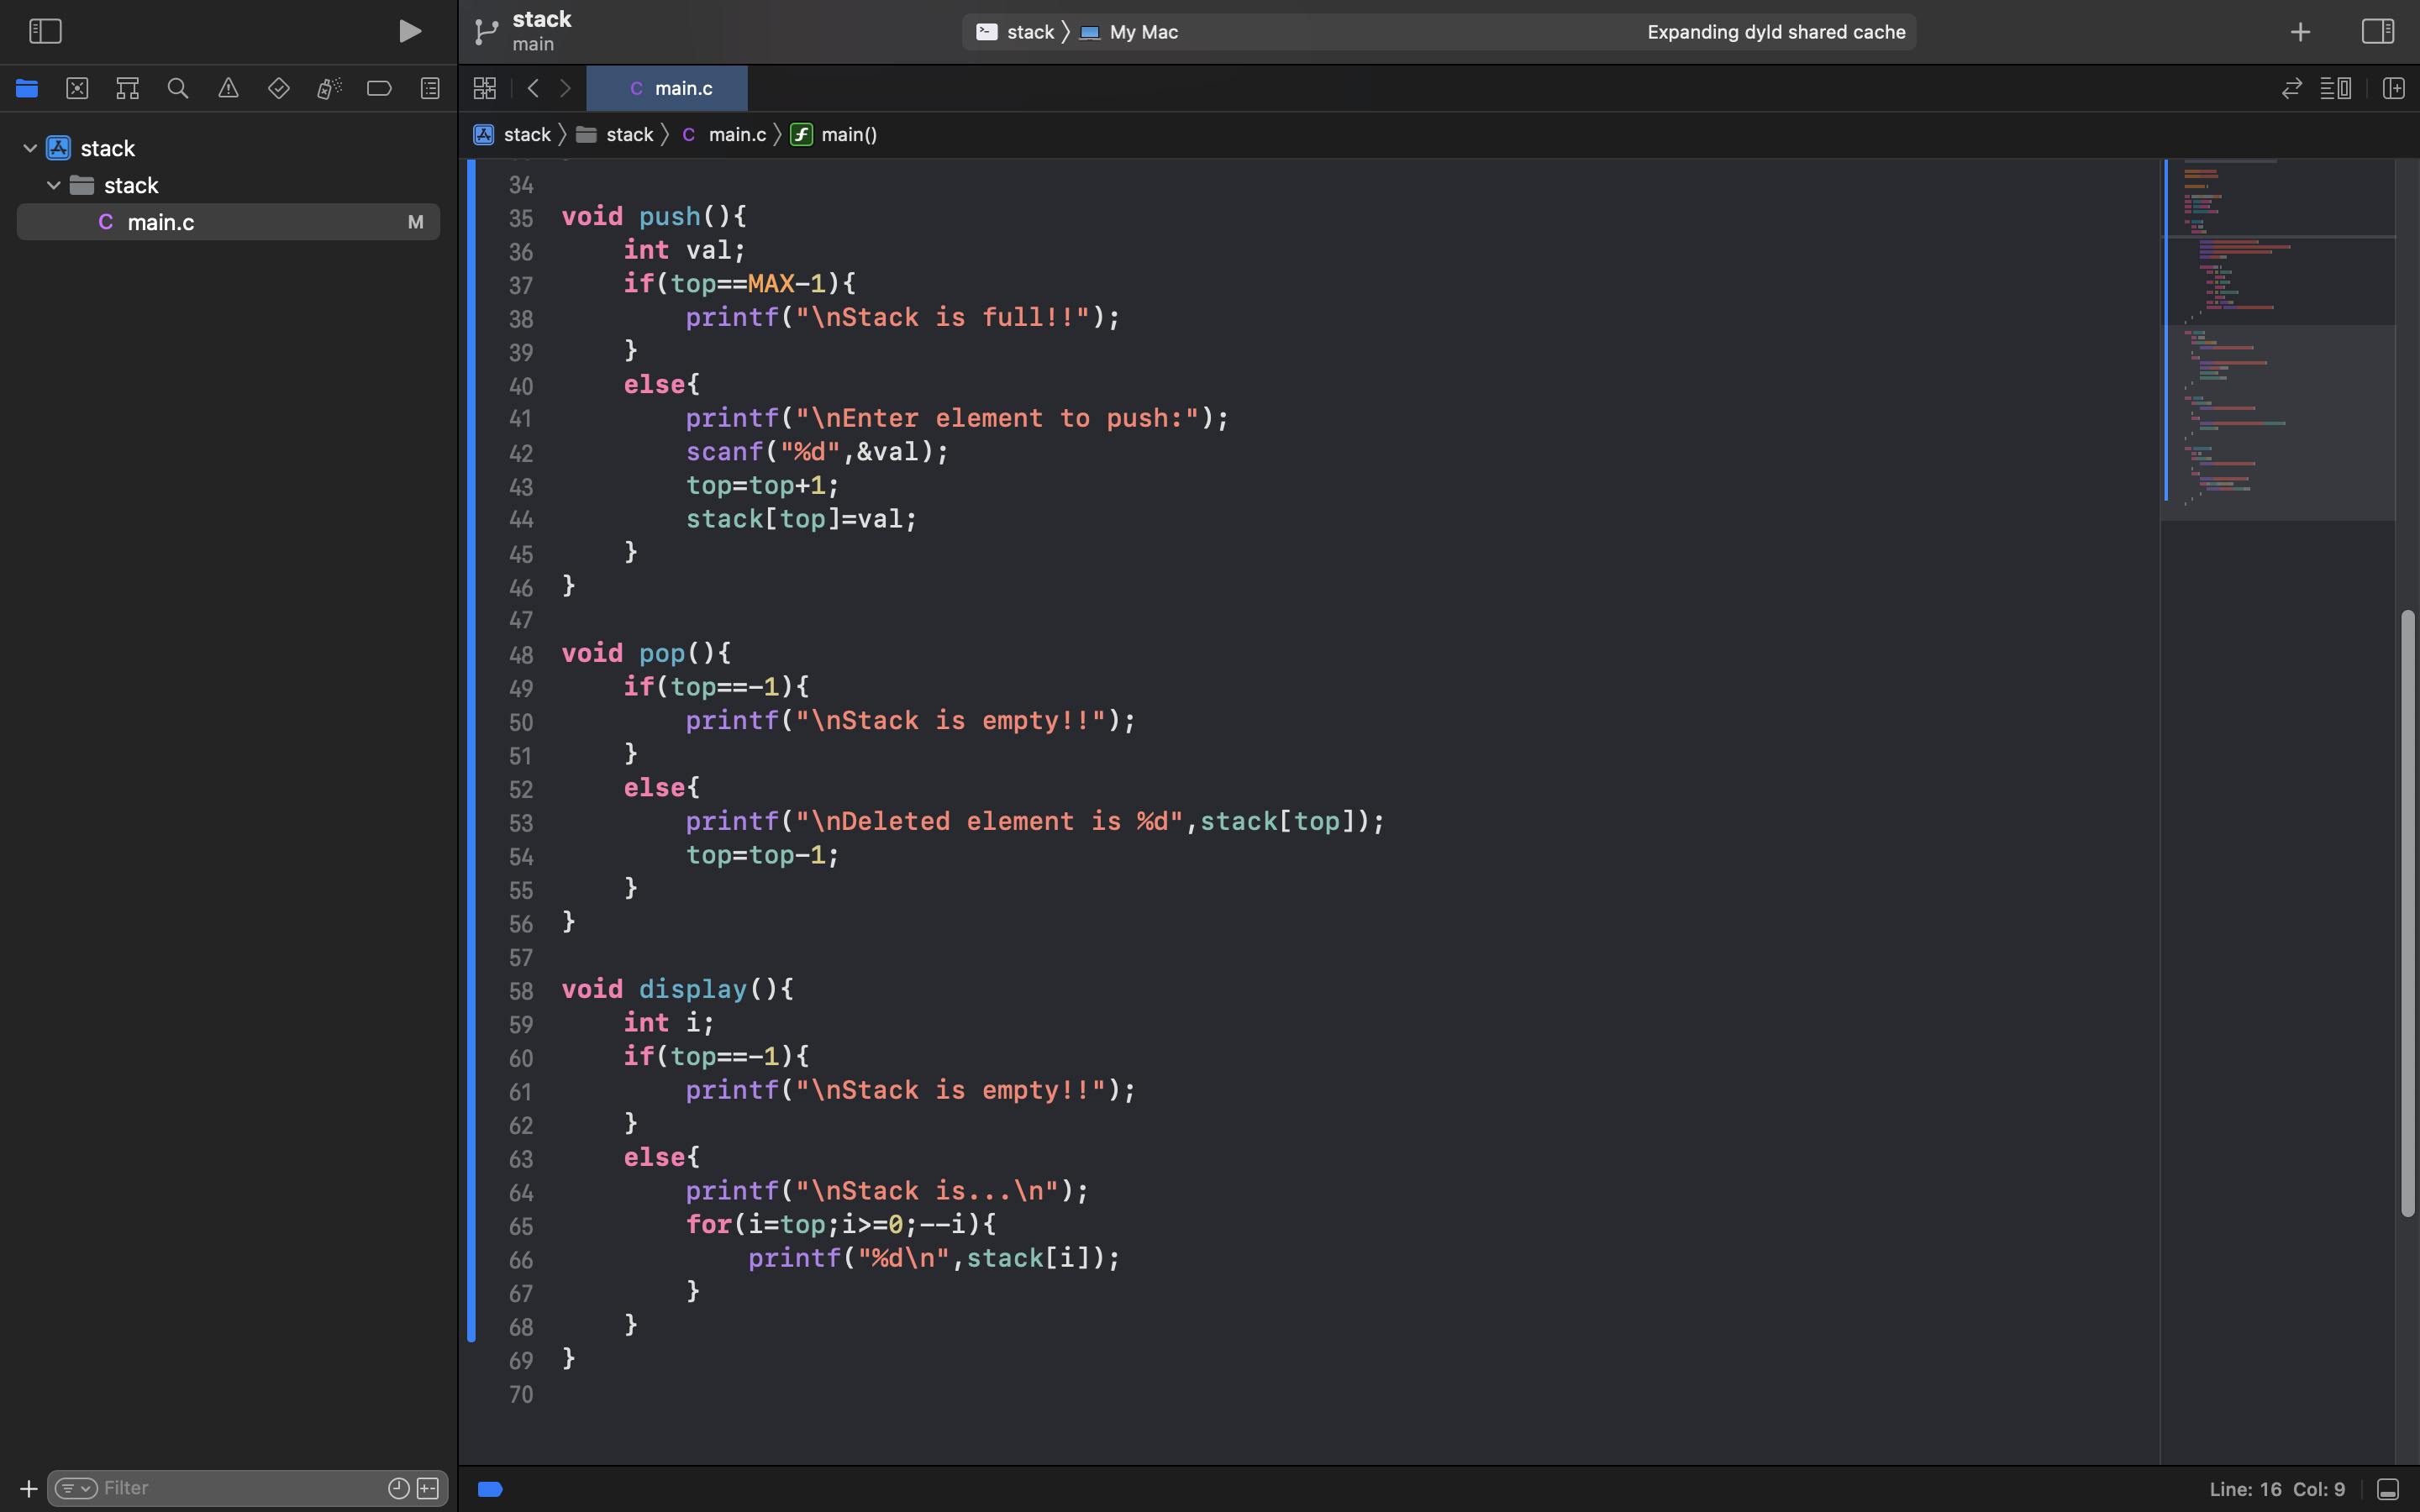 stack
main
stack
My Mac
Expanding dyld shared cache
C main.c
stack
stack
C main.c
main()
stack
stack
C main.c M
34
35 void push(){
36 int val;
37 if(top==MAX-1){
38 printf("\nStack is full!!");
39 }
40 else{
41 printf("\nEnter element to push:");
42 scanf("%d",&val);
43 top=top+1;
44 stack[top]=val;
45 }
46 }
47
48 void pop(){
49 if(top==-1){
50 printf("\nStack is empty!!");
51 }
52 else{
53 printf("\nDeleted element is %d",stack[top]);
54 top=top-1;
55 }
56 }
57
58 void display(){
59 int i;
60 if(top==-1){
61 printf("\nStack is empty!!");
62 }
63 else{
64 printf("\nStack is...\n");
65 for(i=top;i>=0;--i){
66 printf("%d\n",stack[i]);
67 }
68 }
69 }
70
Filter
Line: 16 Col: 9